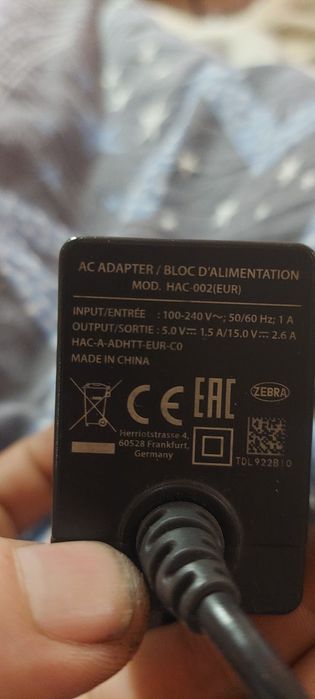 AC ADAPTER / BLOC D'ALIMENTATION
MOD. HAC-002(EUR)
INPUT/ENTRÉE : 100-240 V~; 50/60 Hz; 1 A
OUTPUT/SORTIE : 5.0 V⎓ 1.5 A/15.0 V⎓ 2.6 A
HAC-A-ADHTT-EUR-C0
MADE IN CHINA
CE EAC ZEBRA
Herriotstrasse 4,
60528 Frankfurt,
Germany
TDL922BI0